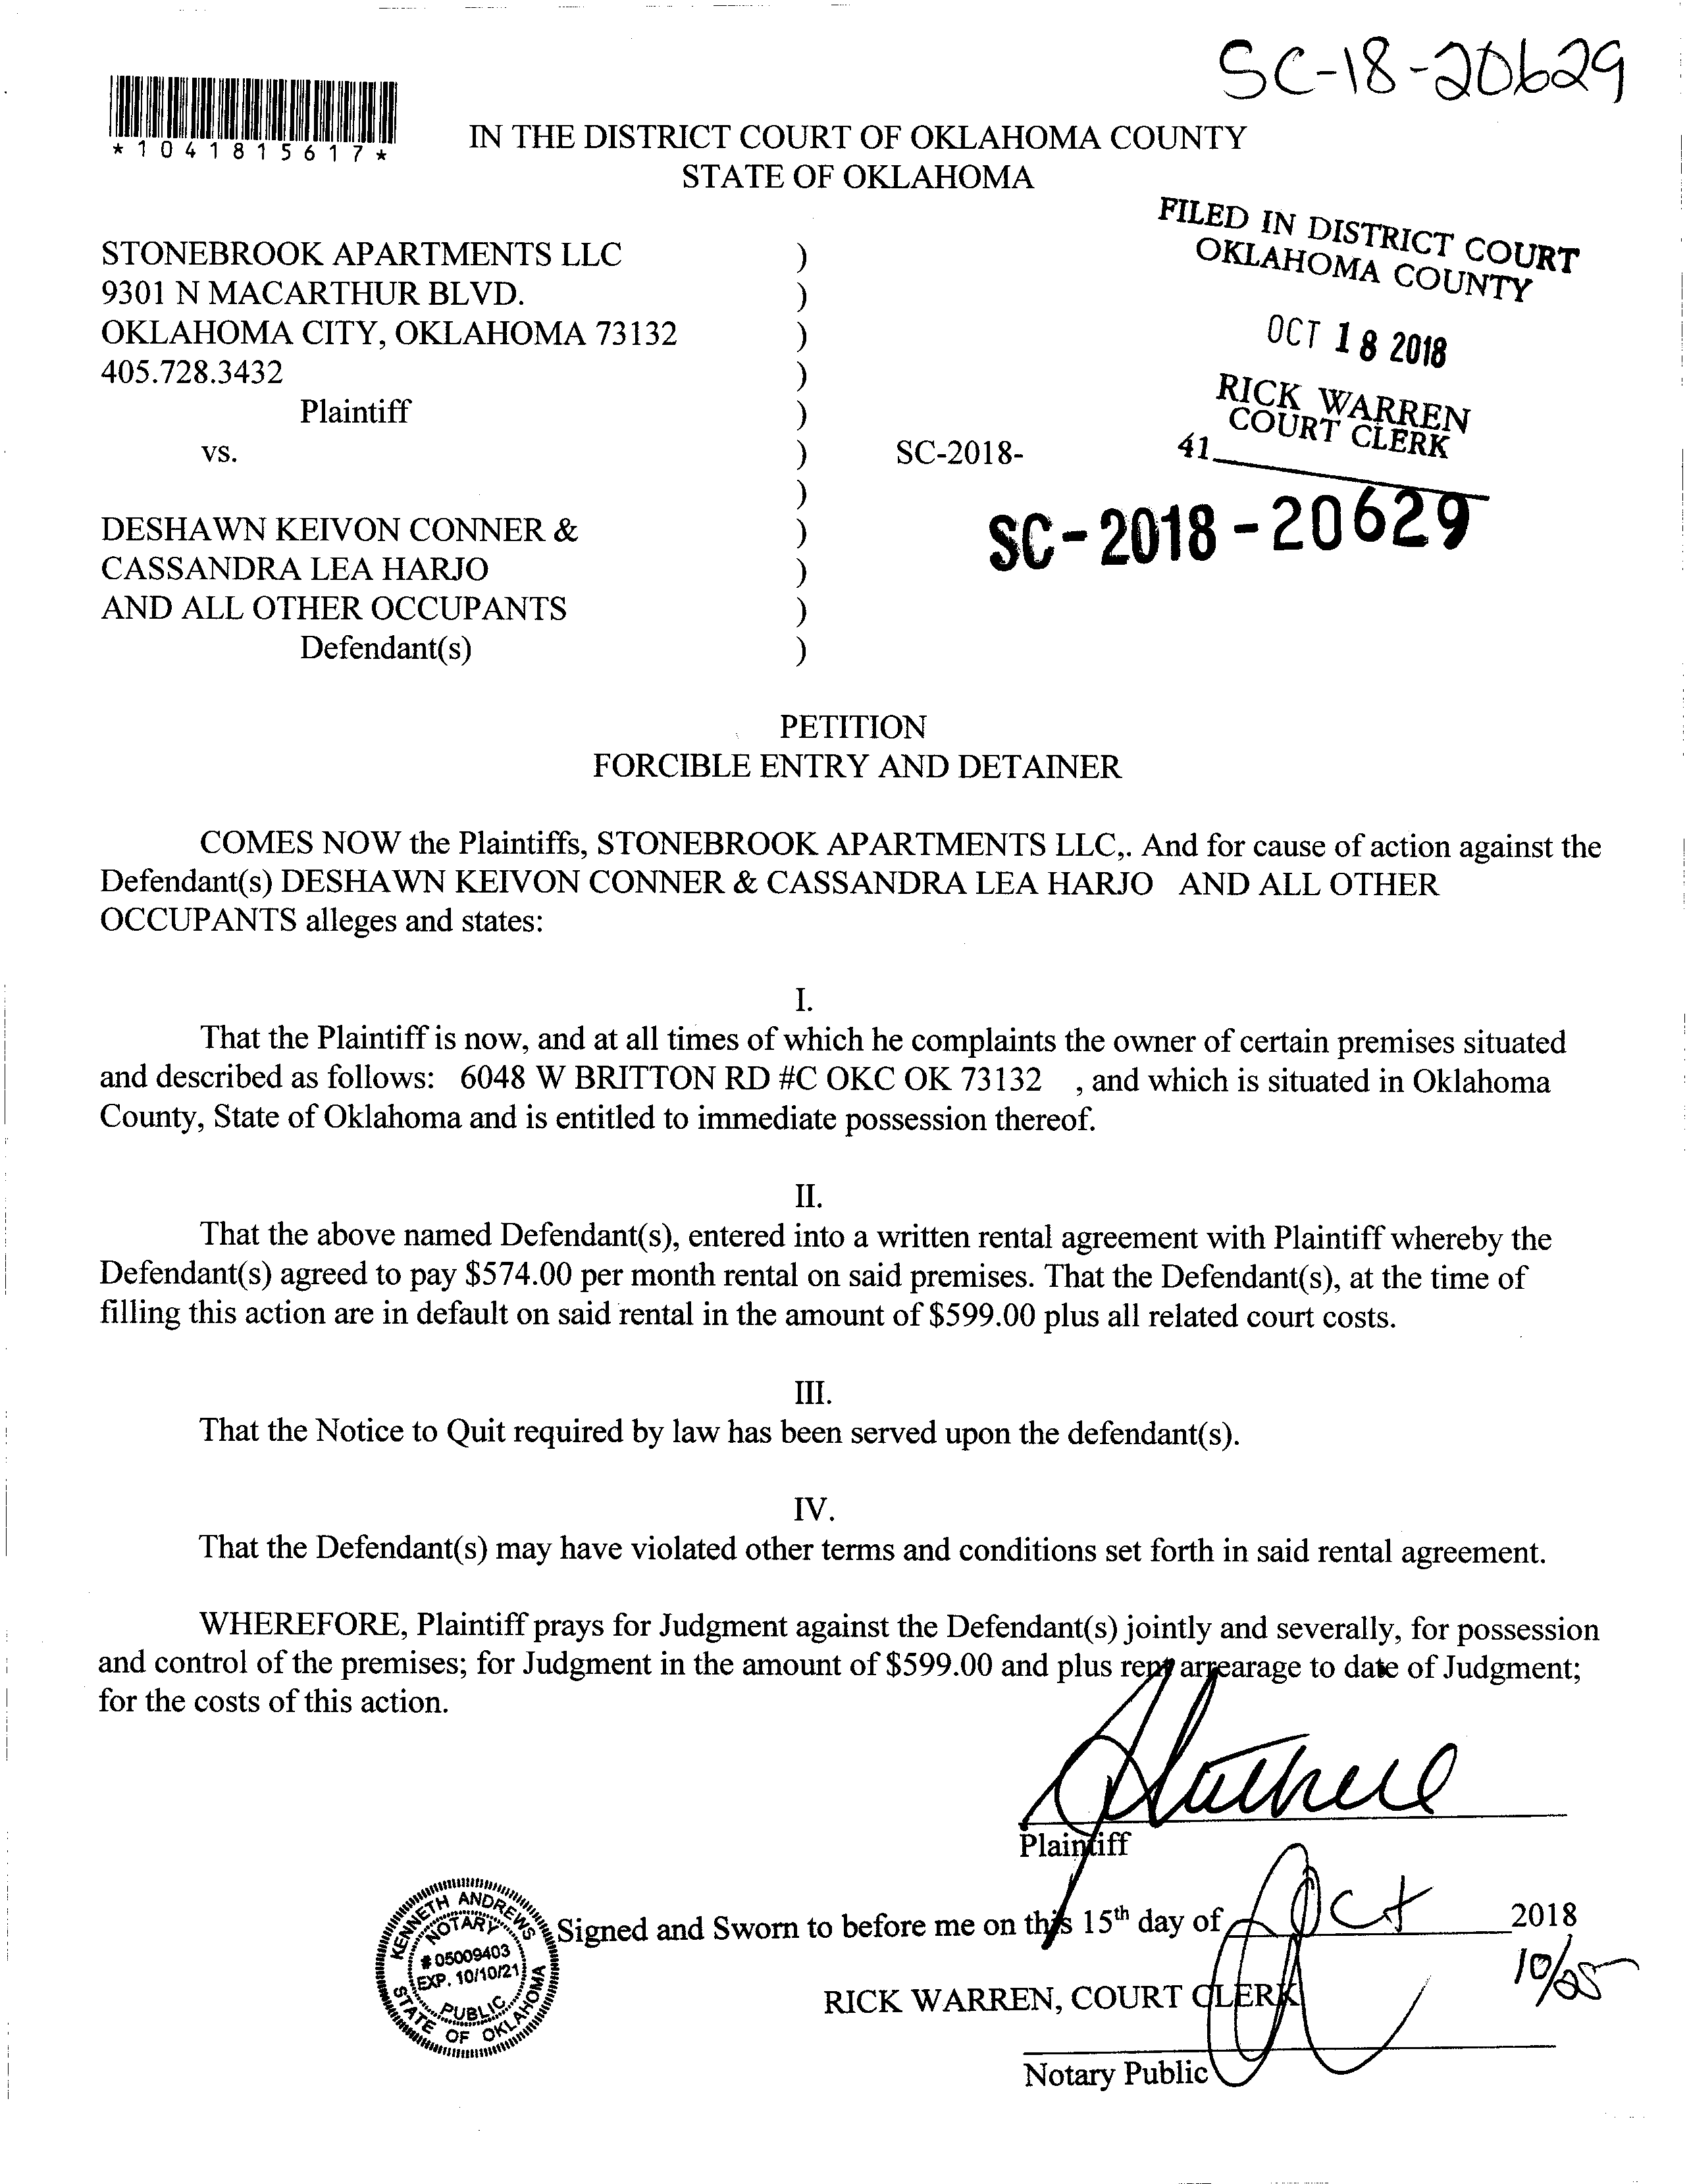 SC-18-20629
*1041815617*
IN THE DISTRICT COURT OF OKLAHOMA COUNTY
STATE OF OKLAHOMA
FILED IN DISTRICT COURT
OKLAHOMA COUNTY
OCT 18 2018
RICK WARREN
COURT CLERK
41
STONEBROOK APARTMENTS LLC )
9301 N MACARTHUR BLVD. )
OKLAHOMA CITY, OKLAHOMA 73132 )
405.728.3432 )
Plaintiff )
vs. ) SC-2018-
)
SC-2018-20629
DESHAWN KEIVON CONNER & )
CASSANDRA LEA HARJO )
AND ALL OTHER OCCUPANTS )
Defendant(s) )
PETITION
FORCIBLE ENTRY AND DETAINER
COMES NOW the Plaintiffs, STONEBROOK APARTMENTS LLC,. And for cause of action against the
Defendant(s) DESHAWN KEIVON CONNER & CASSANDRA LEA HARJO AND ALL OTHER
OCCUPANTS alleges and states:
I.
That the Plaintiff is now, and at all times of which he complaints the owner of certain premises situated
and described as follows: 6048 W BRITTON RD #C OKC OK 73132 , and which is situated in Oklahoma
County, State of Oklahoma and is entitled to immediate possession thereof.
II.
That the above named Defendant(s), entered into a written rental agreement with Plaintiff whereby the
Defendant(s) agreed to pay $574.00 per month rental on said premises. That the Defendant(s), at the time of
filling this action are in default on said rental in the amount of $599.00 plus all related court costs.
III.
That the Notice to Quit required by law has been served upon the defendant(s).
IV.
That the Defendant(s) may have violated other terms and conditions set forth in said rental agreement.
WHEREFORE, Plaintiff prays for Judgment against the Defendant(s) jointly and severally, for possession
and control of the premises; for Judgment in the amount of $599.00 and plus rent arrearage to date of Judgment;
for the costs of this action.
Plaintiff
KENNETH ANDREWS
NOTARY
# 05009403
EXP. 10/10/21
PUBLIC
STATE OF OKLAHOMA
Signed and Sworn to before me on this 15th day of Oct 2018
10/25
RICK WARREN, COURT CLERK
Notary Public